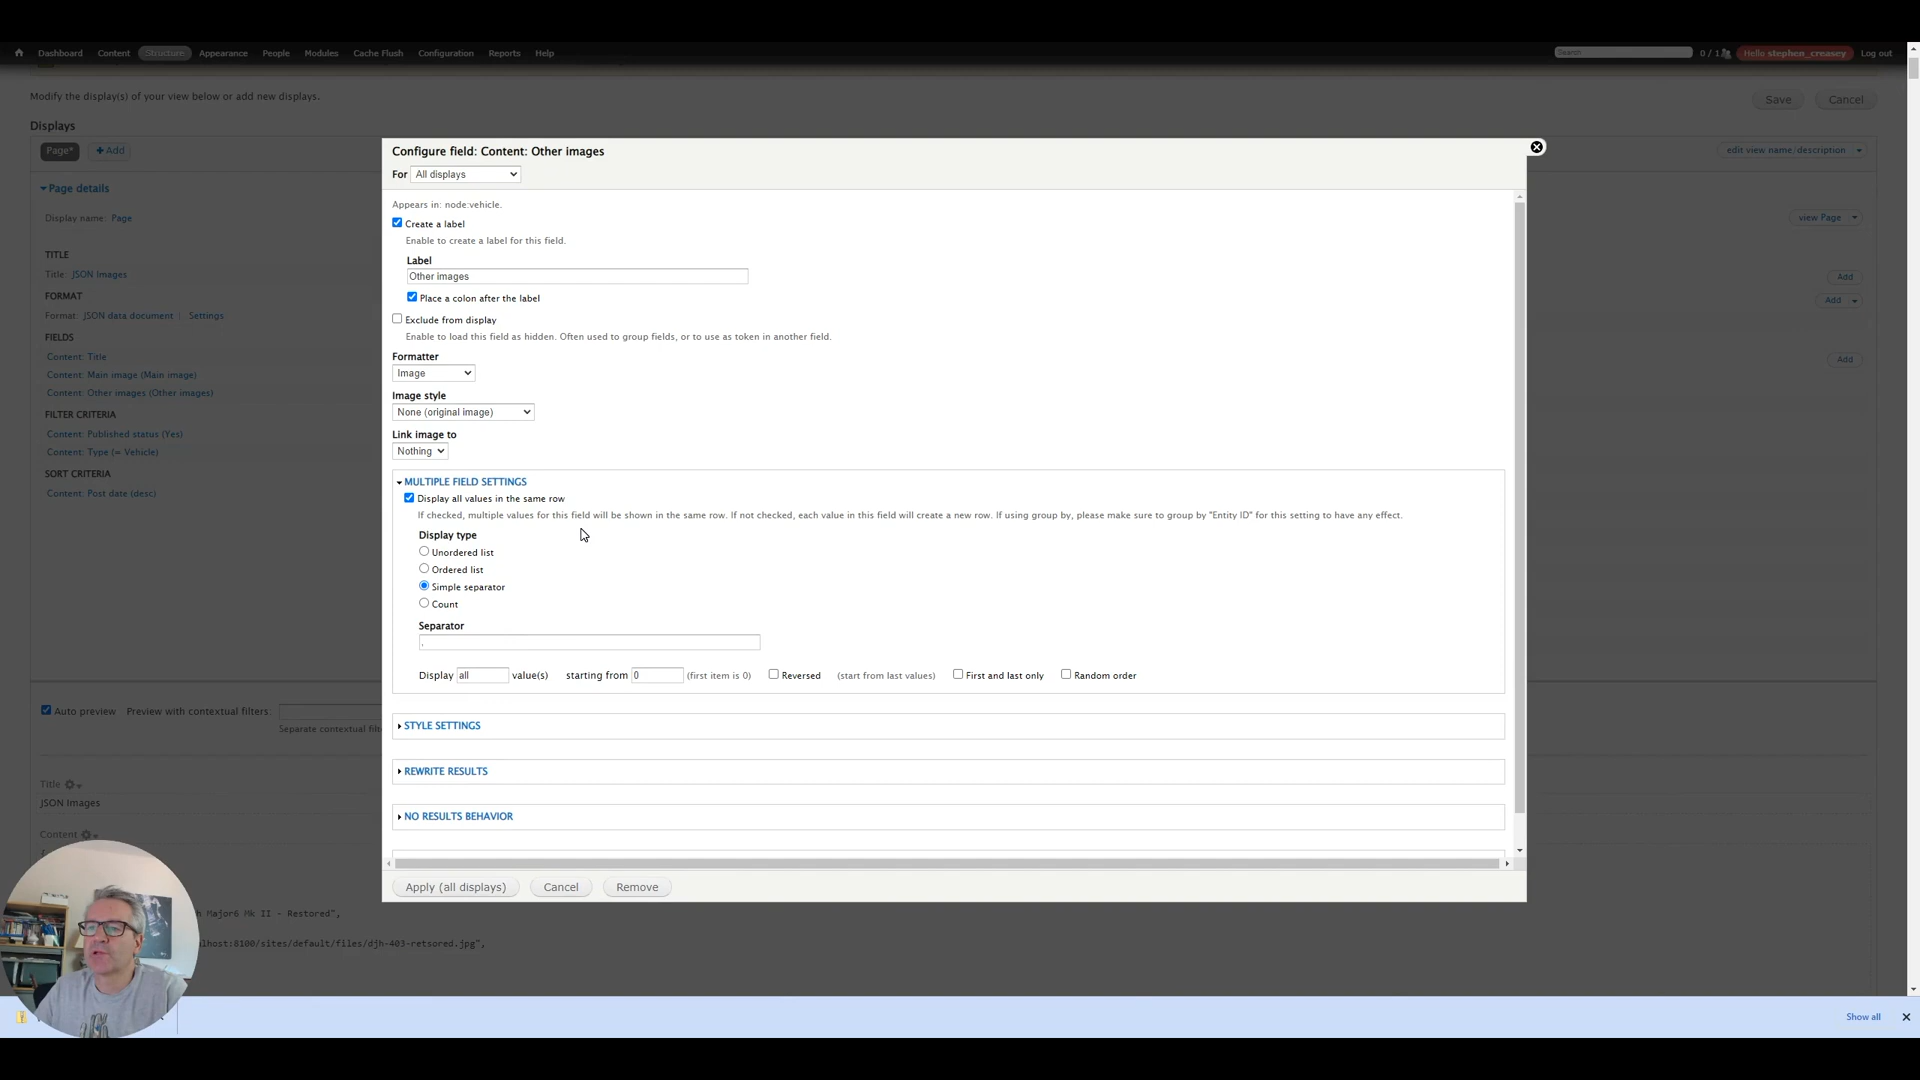 Dashboard Content Structure Appearance People Modules Cache Flush Configuration Reports Help Search 0 / 1 Hello stephen_creasey Log out
Modify the display(s) of your view below or add new displays.
Save Cancel
Displays
Page* Add edit view name/description
Page details
Display name: Page view Page
TITLE
Title: JSON Images Add
FORMAT
Format: JSON data document | Settings Add
FIELDS
Content: Title Add
Content: Main image (Main image)
Content: Other images (Other images)
FILTER CRITERIA
Content: Published status (Yes)
Content: Type (= Vehicle)
SORT CRITERIA
Content: Post date (desc)
Configure field: Content: Other images
For All displays
Appears in: node:vehicle.
Create a label
Enable to create a label for this field.
Label
Other images
Place a colon after the label
Exclude from display
Enable to load this field as hidden. Often used to group fields, or to use as token in another field.
Formatter
Image
Image style
None (original image)
Link image to
Nothing
MULTIPLE FIELD SETTINGS
Display all values in the same row
If checked, multiple values for this field will be shown in the same row. If not checked, each value in this field will create a new row. If using group by, please make sure to group by "Entity ID" for this setting to have any effect.
Display type
Unordered list
Ordered list
Simple separator
Count
Separator
,
Display all value(s) starting from 0 (first item is 0) Reversed (start from last values) First and last only Random order
STYLE SETTINGS
REWRITE RESULTS
NO RESULTS BEHAVIOR
Apply (all displays) Cancel Remove
Auto preview Preview with contextual filters:
Separate contextual filt
Title
JSON Images
Content
h Major6 Mk II - Restored",
lhost:8100/sites/default/files/djh-403-retsored.jpg",
Show all